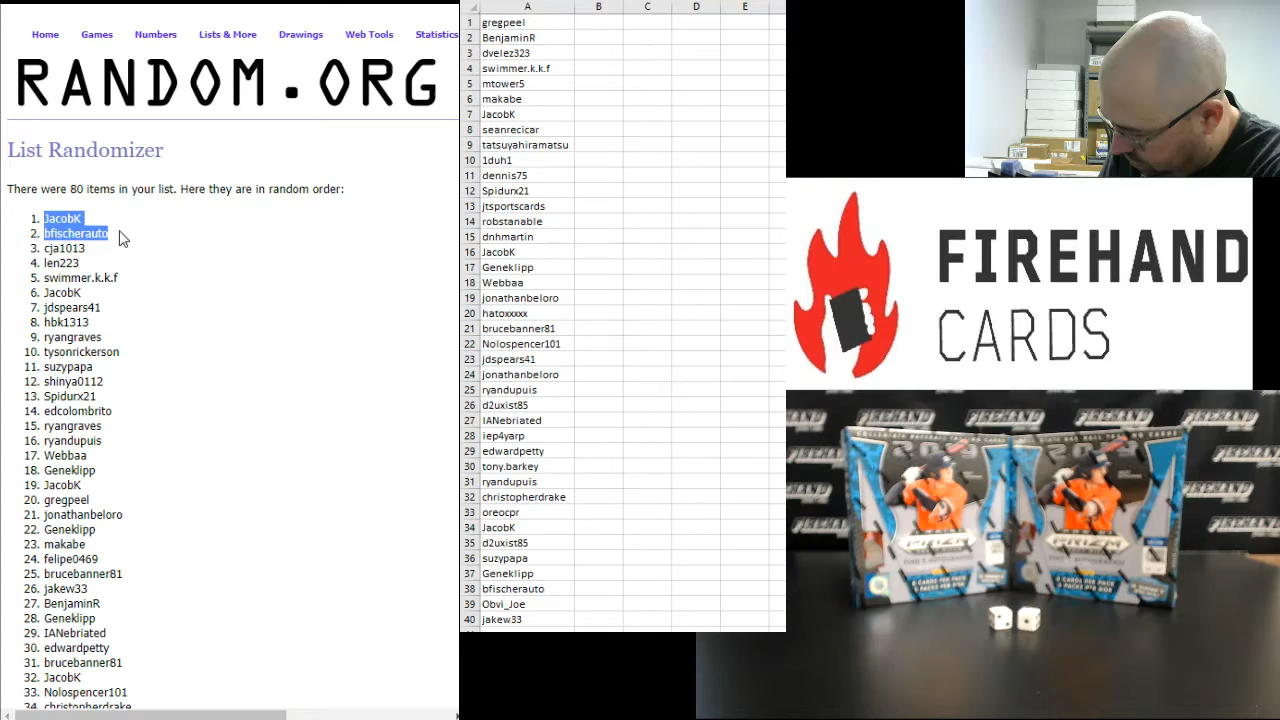 Home Games Numbers Lists & More Drawings Web Tools Statistics
RANDOM.ORG
List Randomizer
There were 80 items in your list. Here they are in random order:
1. JacobK
2. bfischerauto
3. cja1013
4. len223
5. swimmer.k.k.f
6. JacobK
7. jdspears41
8. hbk1313
9. ryangraves
10. tysonrickerson
11. suzypapa
12. shinya0112
13. Spidurx21
14. edcolombrito
15. ryangraves
16. ryandupuis
17. Webbaa
18. Geneklipp
19. JacobK
20. gregpeel
21. jonathanbeloro
22. Geneklipp
23. makabe
24. felipe0469
25. brucebanner81
26. jakew33
27. BenjaminR
28. Geneklipp
29. IANebriated
30. edwardpetty
31. brucebanner81
32. JacobK
33. Nolospencer101
34. christopherdrake
A B C D E
1 gregpeel
2 BenjaminR
3 dvelez323
4 swimmer.k.k.f
5 mtower5
6 makabe
7 JacobK
8 seanrecicar
9 tatsuyahiramatsu
10 1duh1
11 dennis75
12 Spidurx21
13 jtsportscards
14 robstanable
15 dnhmartin
16 JacobK
17 Geneklipp
18 Webbaa
19 jonathanbeloro
20 hatoxxxxx
21 brucebanner81
22 Nolospencer101
23 jdspears41
24 jonathanbeloro
25 ryandupuis
26 d2uxist85
27 IANebriated
28 iep4yarp
29 edwardpetty
30 tony.barkey
31 ryandupuis
32 christopherdrake
33 oreocpr
34 JacobK
35 d2uxist85
36 suzypapa
37 Geneklipp
38 bfischerauto
39 Obvi_Joe
40 jakew33
FIREHAND
CARDS
FIREHAND
PRIZM
PRIZM